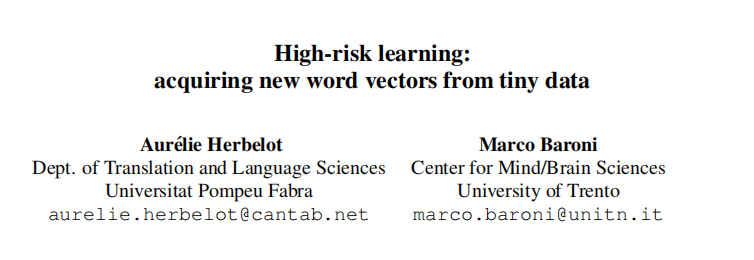 High-risk learning:
acquiring new word vectors from tiny data
Aurélie Herbelot
Dept. of Translation and Language Sciences
Universitat Pompeu Fabra
aurelie.herbelot@cantab.net
Marco Baroni
Center for Mind/Brain Sciences
University of Trento
marco.baroni@unitn.it